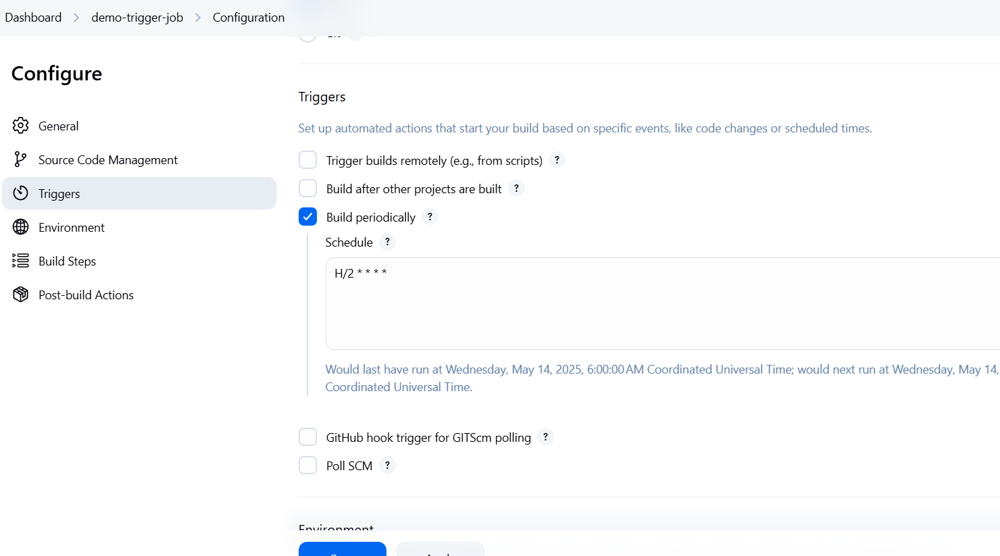 Dashboard > demo-trigger-job > Configuration
Configure
General
Source Code Management
Triggers
Environment
Build Steps
Post-build Actions
Triggers
Set up automated actions that start your build based on specific events, like code changes or scheduled times.
Trigger builds remotely (e.g., from scripts) ?
Build after other projects are built ?
Build periodically ?
Schedule ?
H/2 * * * *
Would last have run at Wednesday, May 14, 2025, 6:00:00 AM Coordinated Universal Time; would next run at Wednesday, May 14,
Coordinated Universal Time.
GitHub hook trigger for GITScm polling ?
Poll SCM ?
Environment